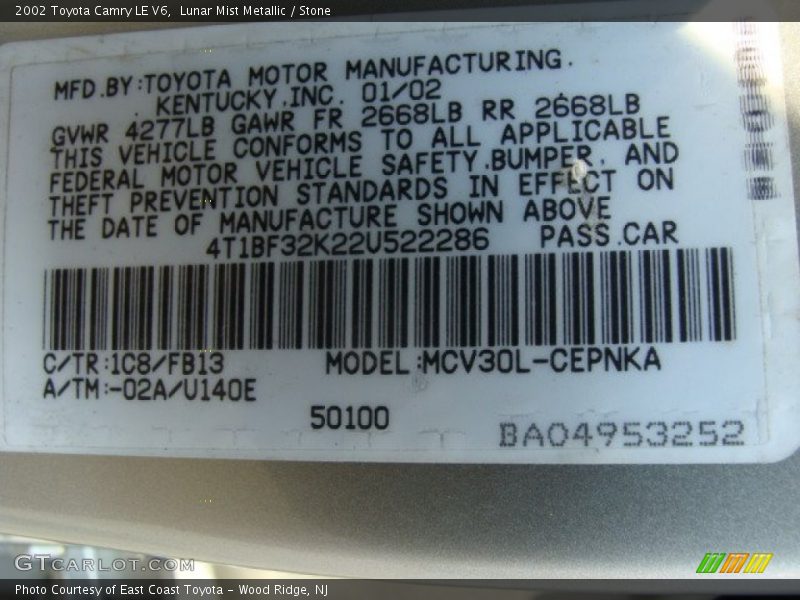 2002 Toyota Camry LE V6,  Lunar Mist Metallic / Stone
MFD.BY:TOYOTA MOTOR MANUFACTURING.
KENTUCKY,INC. 01/02
GVWR 4277LB GAWR FR 2668LB RR 2668LB
THIS VEHICLE CONFORMS TO ALL APPLICABLE
FEDERAL MOTOR VEHICLE SAFETY,BUMPER, AND
THEFT PREVENTION STANDARDS IN EFFECT ON
THE DATE OF MANUFACTURE SHOWN ABOVE
4T1BF32K22U522286 PASS.CAR
C/TR:1C8/FB13 MODEL:MCV30L-CEPNKA
A/TM:-02A/U140E
50100
BA04953252
GTCARLOT.COM
Photo Courtesy of East Coast Toyota – Wood Ridge, NJ